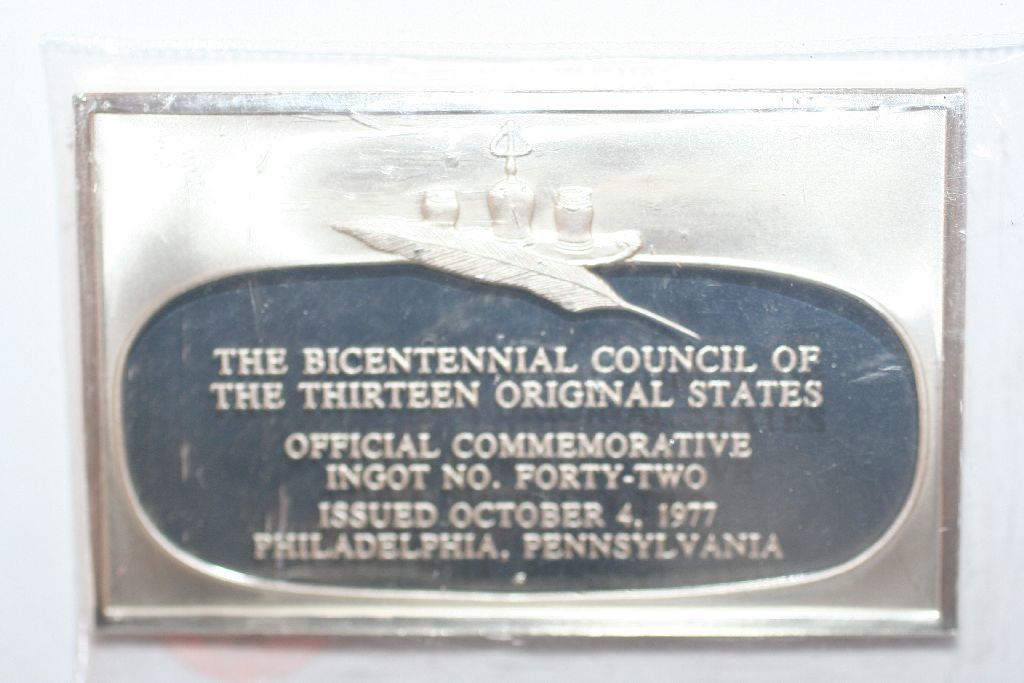 THE BICENTENNIAL COUNCIL OF
THE THIRTEEN ORIGINAL STATES
OFFICIAL COMMEMORATIVE
INGOT NO. FORTY-TWO
ISSUED OCTOBER 4, 1977
PHILADELPHIA, PENNSYLVANIA